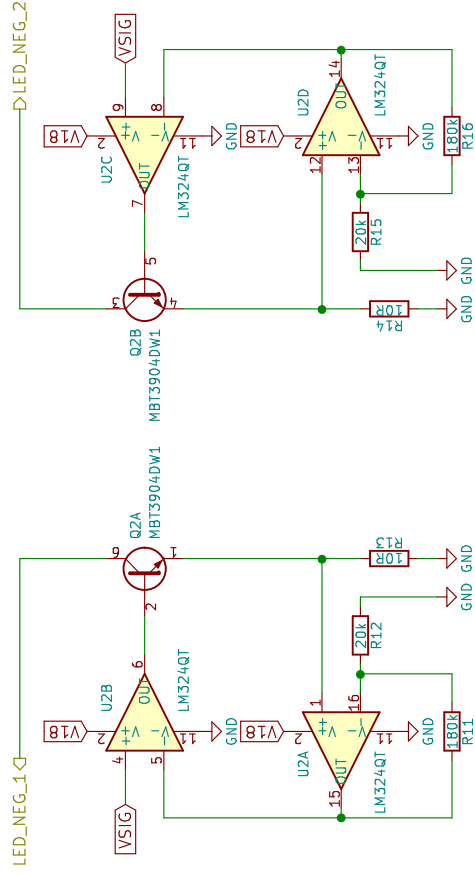 LED_NEG_2
VSIG
9
8
14
OUT
U2D
LM324QT
V18
2
+
−
V+
V-
11
GND
U2C
OUT
LM324QT
7
V18
2
+
−
V+
V-
11
GND
12
13
180k
R16
20k
R15
GND
5
3
4
Q2B
MBT3904DW1
10R
R14
GND
Q2A
MBT3904DW1
6
1
2
R13
10R
GND
GND
20k
R12
6
OUT
U2B
LM324QT
V18
2
+
−
V+
V-
11
GND
1
16
V18
2
+
−
V+
V-
11
GND
U2A
OUT
LM324QT
15
180k
R11
4
5
LED_NEG_1
VSIG